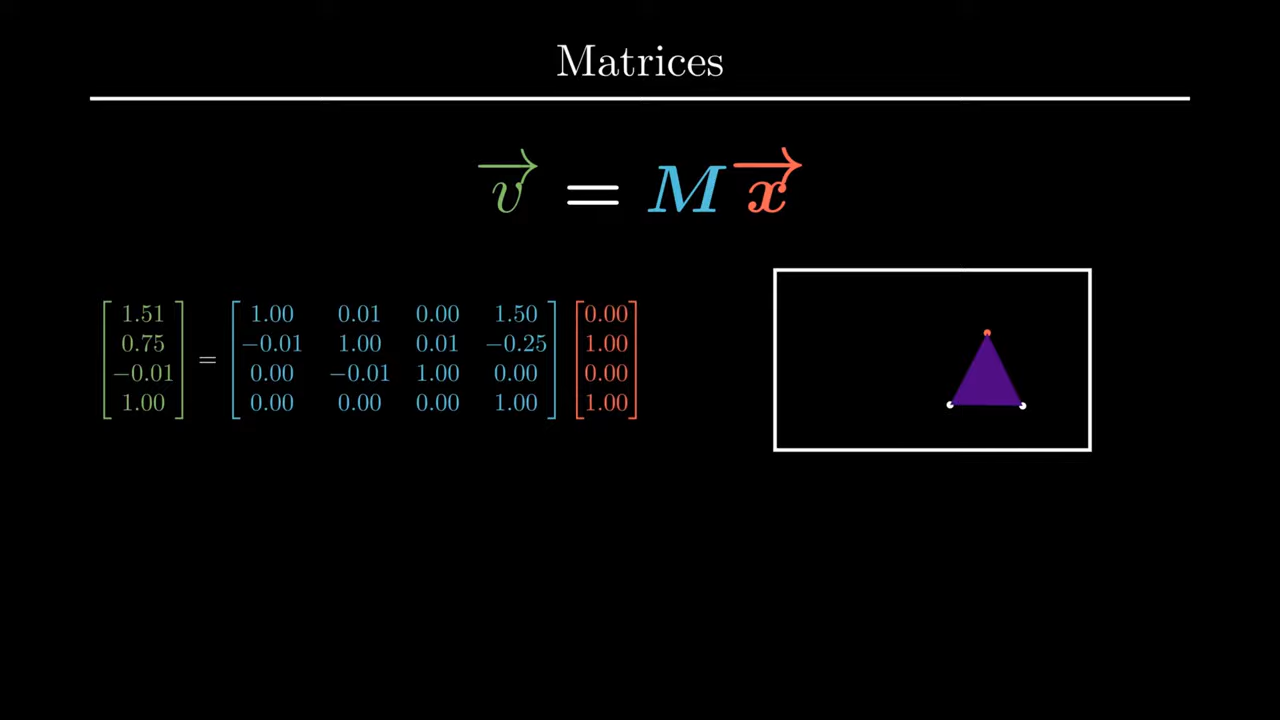 Matrices
v = M x
1.51 1.00 0.01 0.00 1.50 0.00
0.75 −0.01 1.00 0.01 −0.25 1.00
=
−0.01 0.00 −0.01 1.00 0.00 0.00
1.00 0.00 0.00 0.00 1.00 1.00